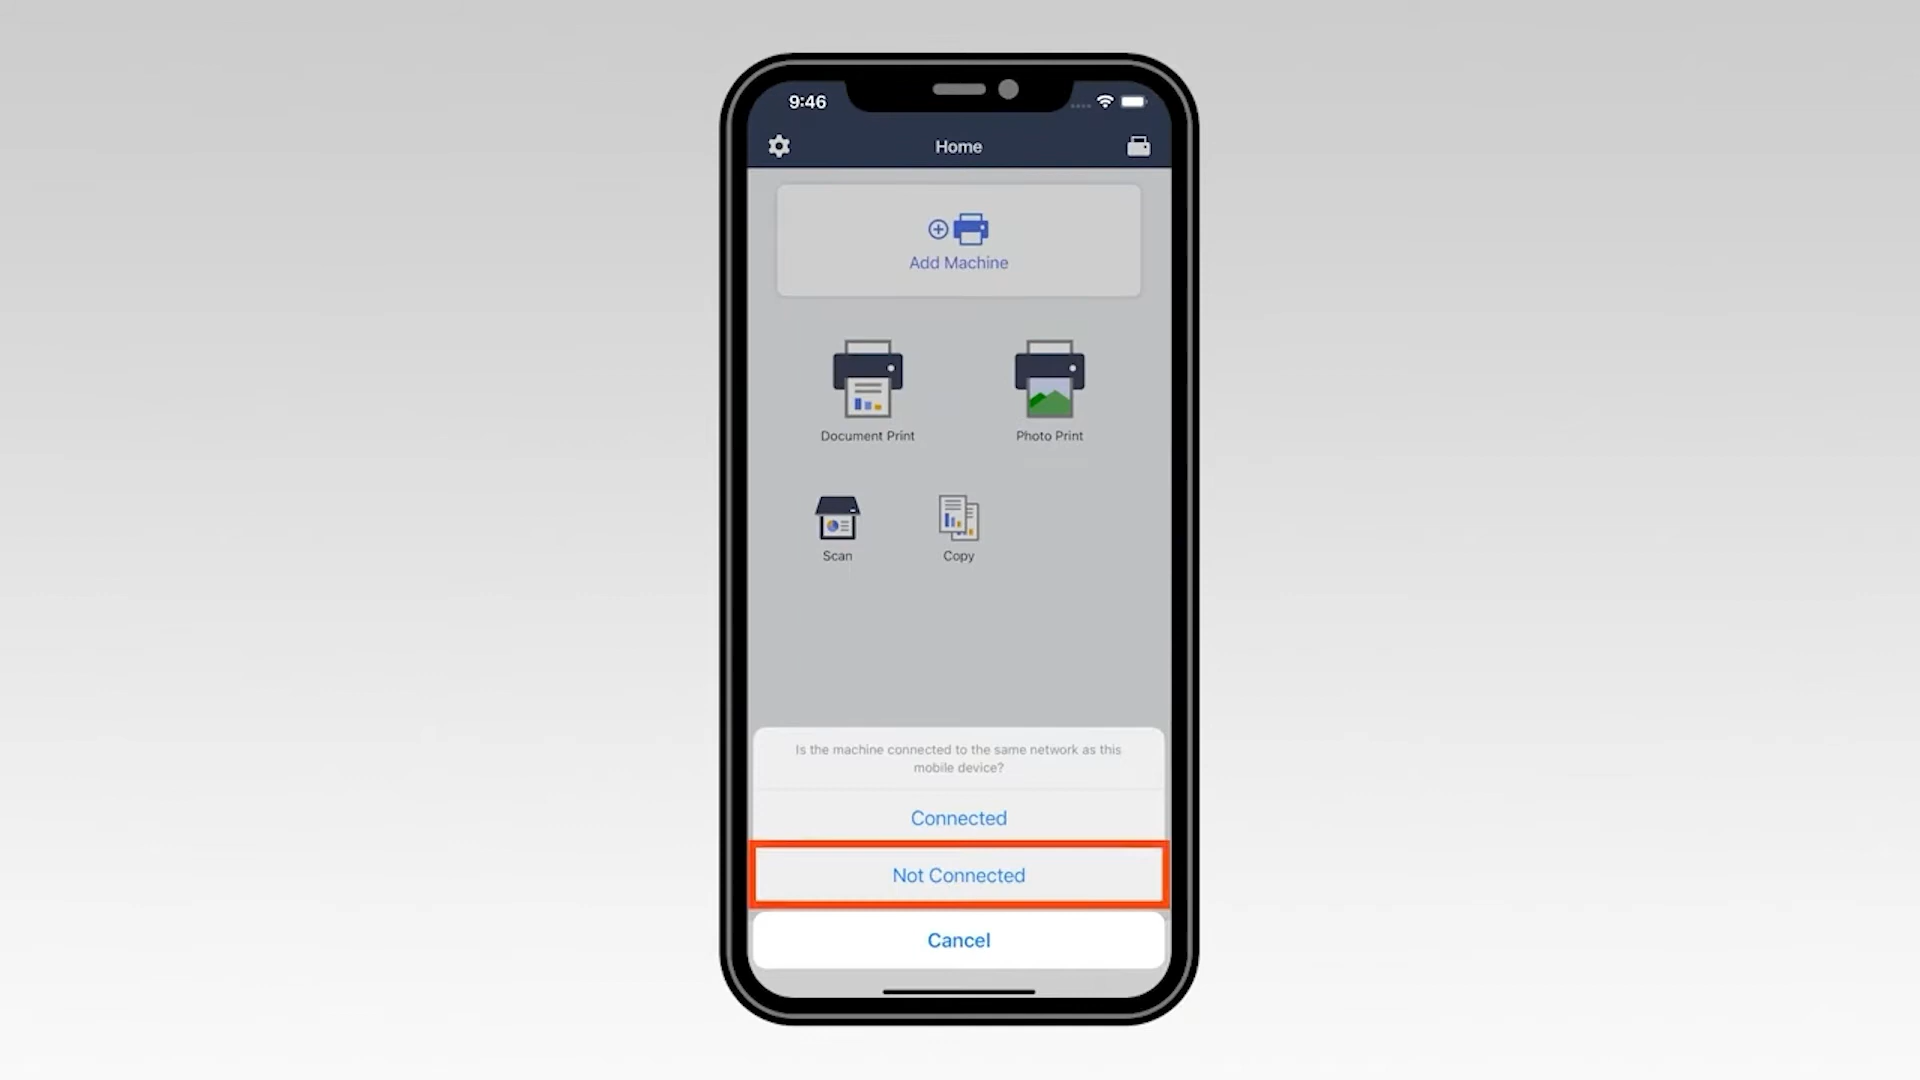 9:46
Home
Add Machine
Document Print
Photo Print
Scan
Copy
Is the machine connected to the same network as this
mobile device?
Connected
Not Connected
Cancel